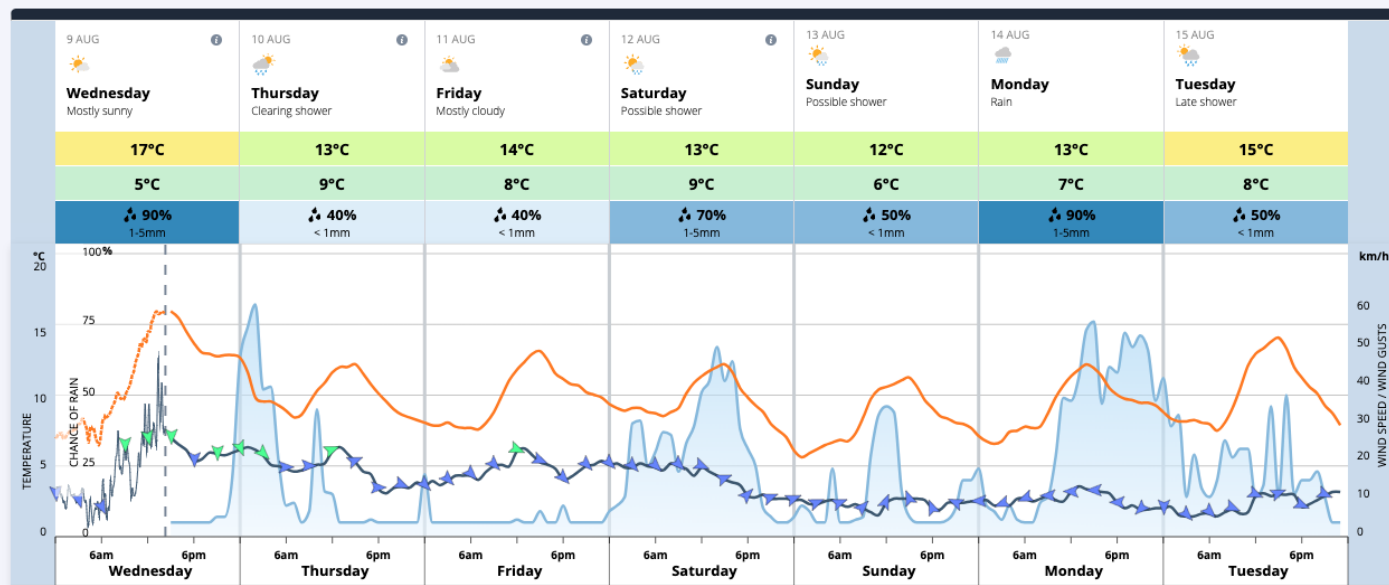 9 AUG
10 AUG
11 AUG
12 AUG
13 AUG
14 AUG
15 AUG
Wednesday
Thursday
Friday
Saturday
Sunday
Monday
Tuesday
Mostly sunny
Clearing shower
Mostly cloudy
Possible shower
Possible shower
Rain
Late shower
17°C 13°C 14°C 13°C 12°C 13°C 15°C
5°C 9°C 8°C 9°C 6°C 7°C 8°C
90% 40% 40% 70% 50% 90% 50%
1-5mm < 1mm < 1mm 1-5mm < 1mm 1-5mm < 1mm
°C
20
15
10
5
0
TEMPERATURE
100%
75
50
25
0
CHANCE OF RAIN
km/h
60
50
40
30
20
10
0
WIND SPEED / WIND GUSTS
6am 6pm 6am 6pm 6am 6pm 6am 6pm 6am 6pm 6am 6pm 6am 6pm
Wednesday Thursday Friday Saturday Sunday Monday Tuesday